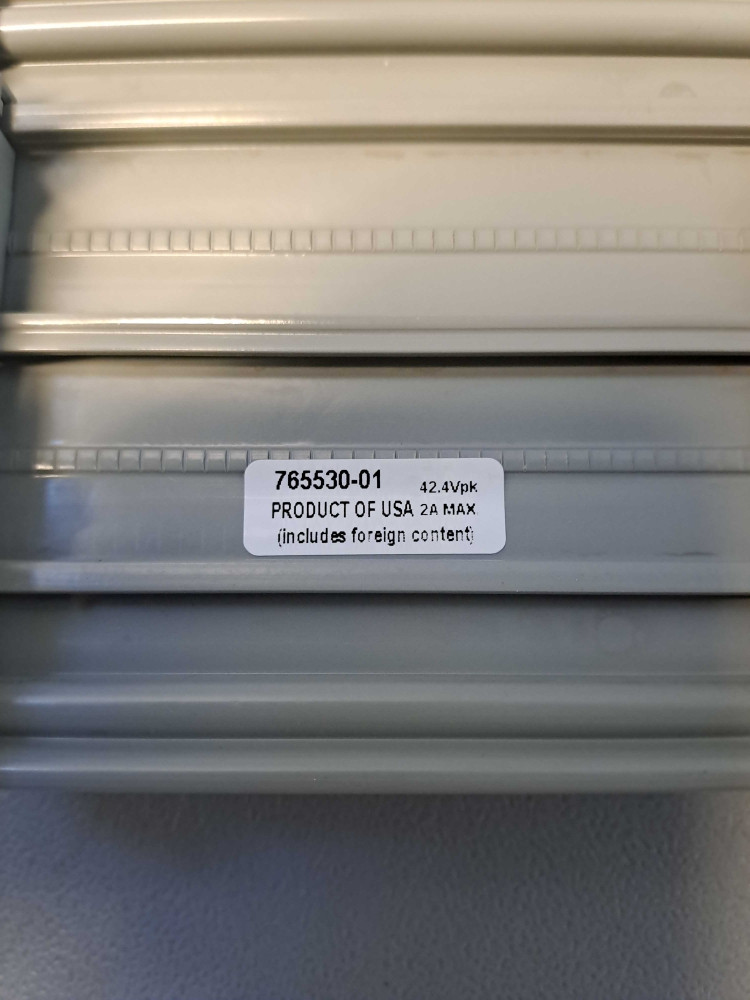 765530-01 42.4Vpk
PRODUCT OF USA 2A MAX
(includes foreign content)